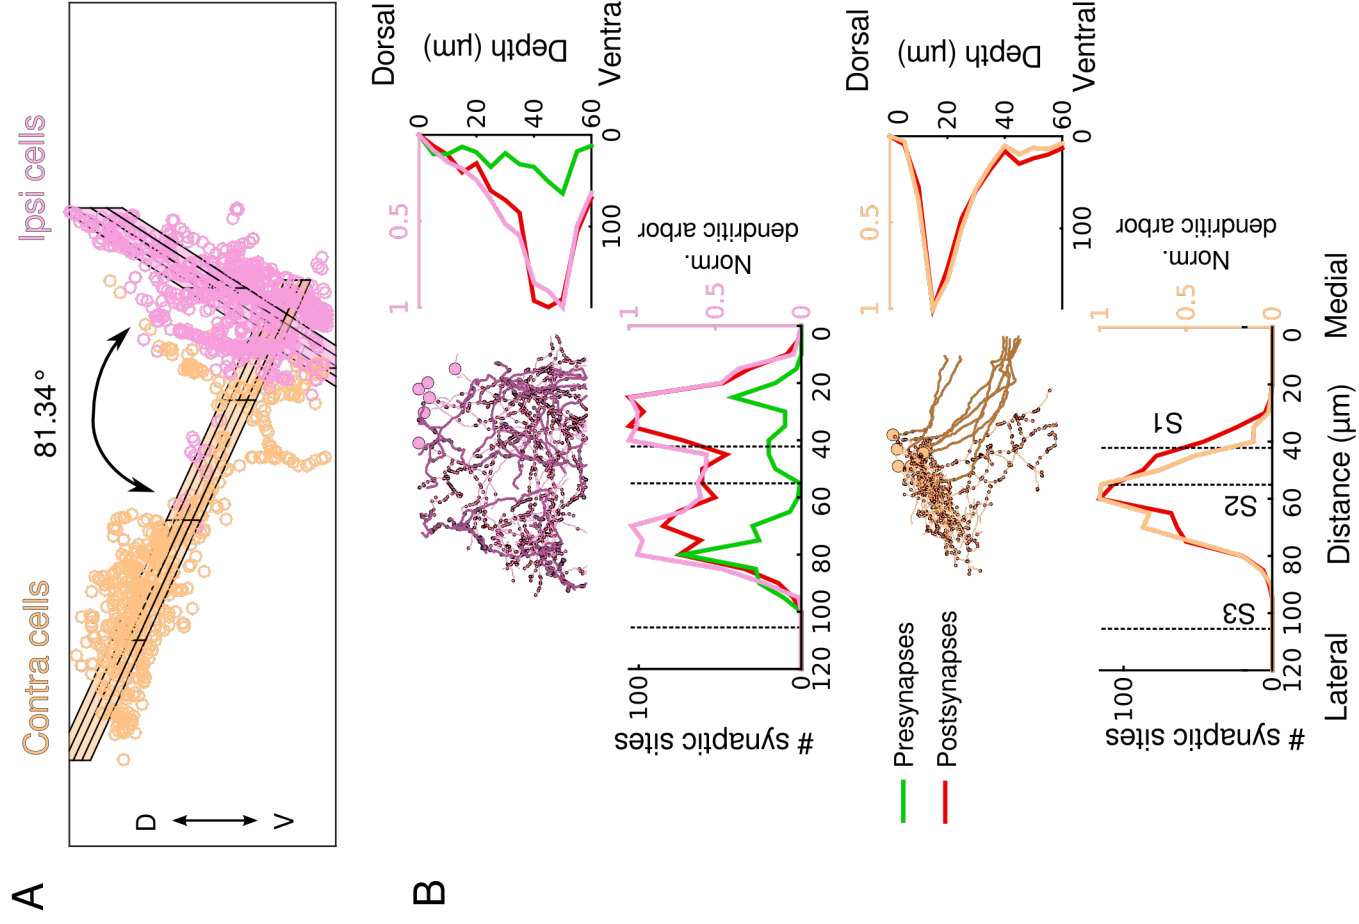 A
Contra cells
Ipsi cells
81.34°
D
V
B
Dorsal
Depth (µm)
Ventral
0
20
40
60
0
100
0.5
1
Norm.
dendritic arbor
1
0.5
0
100
0
# synaptic sites
120 100 80 60 40 20 0
Dorsal
Depth (µm)
Ventral
0
20
40
60
0
100
0.5
1
Norm.
dendritic arbor
Presynapses
Postsynapses
1
0.5
0
S1
S2
S3
100
0
# synaptic sites
120 100 80 60 40 20 0
Lateral
Distance (µm)
Medial